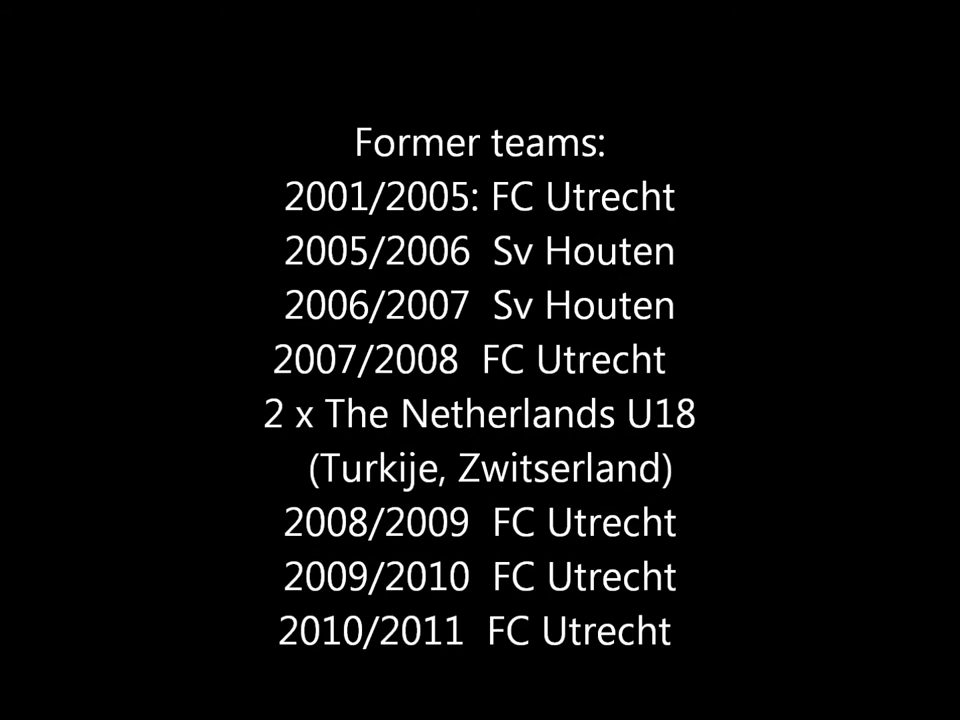 Former teams:
2001/2005: FC Utrecht
2005/2006 Sv Houten
2006/2007 Sv Houten
2007/2008 FC Utrecht
2 x The Netherlands U18
(Turkije, Zwitserland)
2008/2009 FC Utrecht
2009/2010 FC Utrecht
2010/2011 FC Utrecht